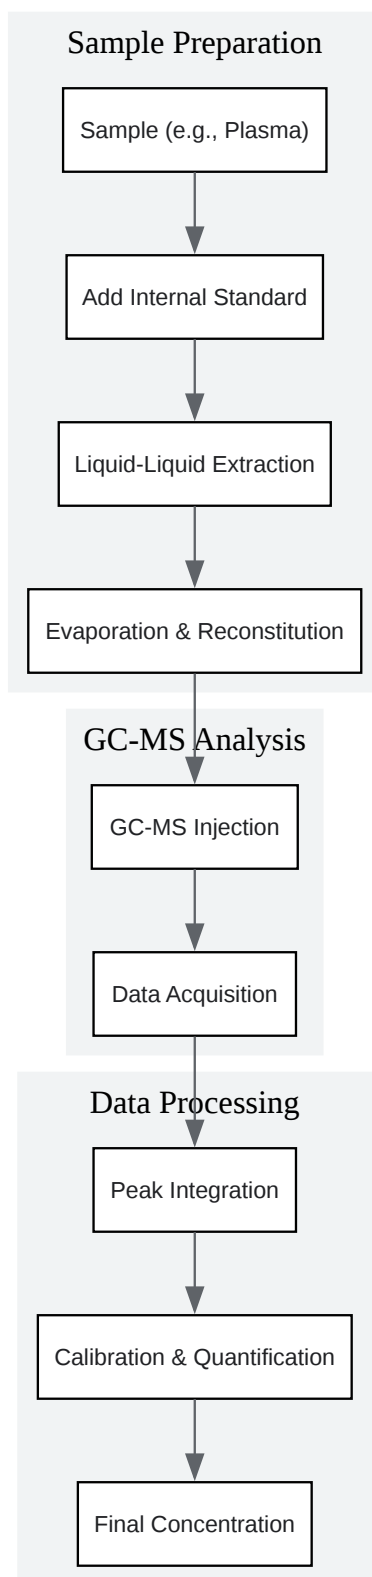 Sample Preparation
Sample (e.g., Plasma)
Add Internal Standard
Liquid-Liquid Extraction
Evaporation & Reconstitution
GC-MS Analysis
GC-MS Injection
Data Acquisition
Data Processing
Peak Integration
Calibration & Quantification
Final Concentration